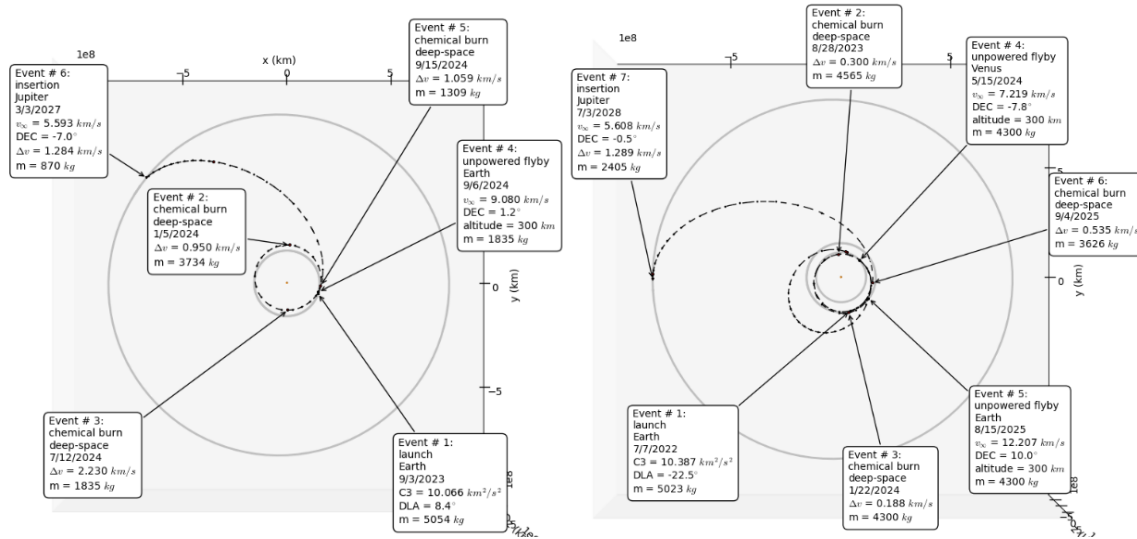 1e8
x (km)
-5
0
5
Event # 6:
insertion
Jupiter
3/3/2027
v∞ = 5.593 km/s
DEC = -7.0°
Δv = 1.284 km/s
m = 870 kg
Event # 5:
chemical burn
deep-space
9/15/2024
Δv = 1.059 km/s
m = 1309 kg
Event # 4:
unpowered flyby
Earth
9/6/2024
v∞ = 9.080 km/s
DEC = 1.2°
altitude = 300 km
m = 1835 kg
Event # 2:
chemical burn
deep-space
1/5/2024
Δv = 0.950 km/s
m = 3734 kg
0
y (km)
-5
Event # 3:
chemical burn
deep-space
7/12/2024
Δv = 2.230 km/s
m = 1835 kg
Event # 1:
launch
Earth
9/3/2023
C3 = 10.066 km²/s²
DLA = 8.4°
m = 5054 kg
1e8
1e8
-5
5
Event # 2:
chemical burn
deep-space
8/28/2023
Δv = 0.300 km/s
m = 4565 kg
Event # 4:
unpowered flyby
Venus
5/15/2024
v∞ = 7.219 km/s
DEC = -7.8°
altitude = 300 km
m = 4300 kg
Event # 7:
insertion
Jupiter
7/3/2028
v∞ = 5.608 km/s
DEC = -0.5°
Δv = 1.289 km/s
m = 2405 kg
Event # 6:
chemical burn
deep-space
9/4/2025
Δv = 0.535 km/s
m = 3626 kg
0
y (km)
-5
Event # 1:
launch
Earth
7/7/2022
C3 = 10.387 km²/s²
DLA = -22.5°
m = 5023 kg
Event # 3:
chemical burn
deep-space
1/22/2024
Δv = 0.188 km/s
m = 4300 kg
Event # 5:
unpowered flyby
Earth
8/15/2025
v∞ = 12.207 km/s
DEC = 10.0°
altitude = 300 km
m = 4300 kg
1e8